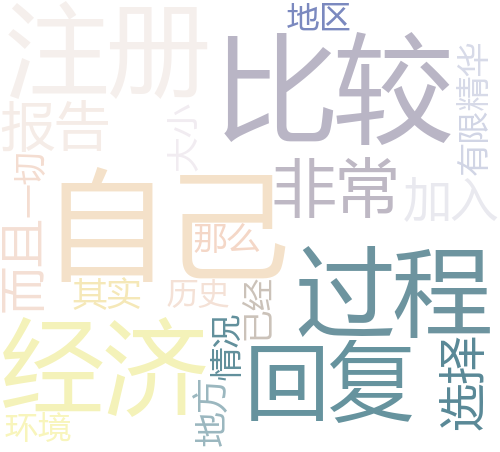 注册
地区
比较
有限精华
报告
大小
非常
加入
而且
一切
自己
那么
其实
历史
已经
过程
经济
情况
回复
选择
地方
环境